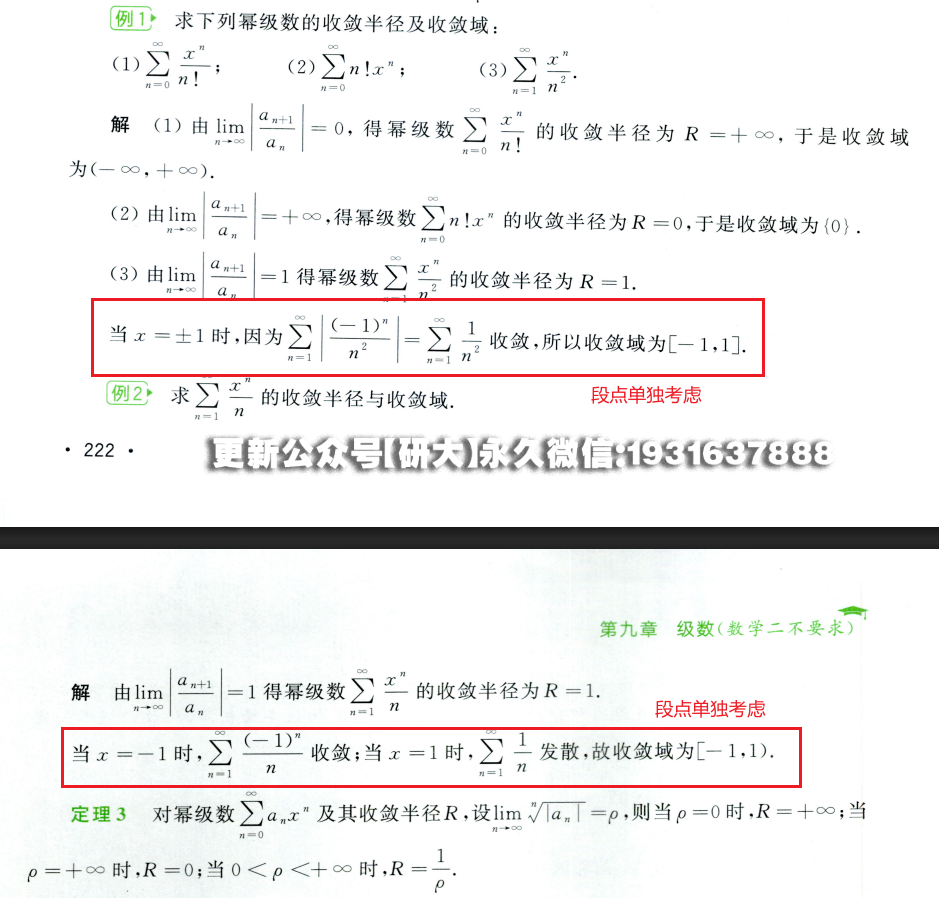 例1 求下列幂级数的收敛半径及收敛域:
(1) $\sum_{n=0}^{\infty} \frac{x^n}{n!}$; (2) $\sum_{n=0}^{\infty} n!x^n$; (3) $\sum_{n=1}^{\infty} \frac{x^n}{n^2}$.
解 (1) 由 $\lim_{n\to\infty} \left|\frac{a_{n+1}}{a_n}\right| = 0$, 得幂级数 $\sum_{n=0}^{\infty} \frac{x^n}{n!}$ 的收敛半径为 $R = +\infty$, 于是收敛域
为$(-\infty, +\infty)$.
(2) 由 $\lim_{n\to\infty} \left|\frac{a_{n+1}}{a_n}\right| = +\infty$, 得幂级数 $\sum_{n=0}^{\infty} n!x^n$ 的收敛半径为 $R = 0$, 于是收敛域为 $\{0\}$.
(3) 由 $\lim_{n\to\infty} \left|\frac{a_{n+1}}{a_n}\right| = 1$ 得幂级数 $\sum_{n=1}^{\infty} \frac{x^n}{n^2}$ 的收敛半径为 $R = 1$.
当 $x = \pm 1$ 时, 因为 $\sum_{n=1}^{\infty} \left|\frac{(-1)^n}{n^2}\right| = \sum_{n=1}^{\infty} \frac{1}{n^2}$ 收敛, 所以收敛域为$[-1,1]$.
例2 求 $\sum_{n=1}^{\infty} \frac{x^n}{n}$ 的收敛半径与收敛域.
段点单独考虑
· 222 ·
更新公众号【研大】永久微信:1931637888
第九章 级数(数学二不要求)
解 由 $\lim_{n\to\infty} \left|\frac{a_{n+1}}{a_n}\right| = 1$ 得幂级数 $\sum_{n=1}^{\infty} \frac{x^n}{n}$ 的收敛半径为 $R = 1$.
段点单独考虑
当 $x = -1$ 时, $\sum_{n=1}^{\infty} \frac{(-1)^n}{n}$ 收敛; 当 $x = 1$ 时, $\sum_{n=1}^{\infty} \frac{1}{n}$ 发散, 故收敛域为$[-1,1)$.
定理3 对幂级数 $\sum_{n=0}^{\infty} a_n x^n$ 及其收敛半径 $R$, 设 $\lim_{n\to\infty} \sqrt[n]{|a_n|} = \rho$, 则当 $\rho = 0$ 时, $R = +\infty$; 当
$\rho = +\infty$ 时, $R = 0$; 当 $0 < \rho < +\infty$ 时, $R = \frac{1}{\rho}$.